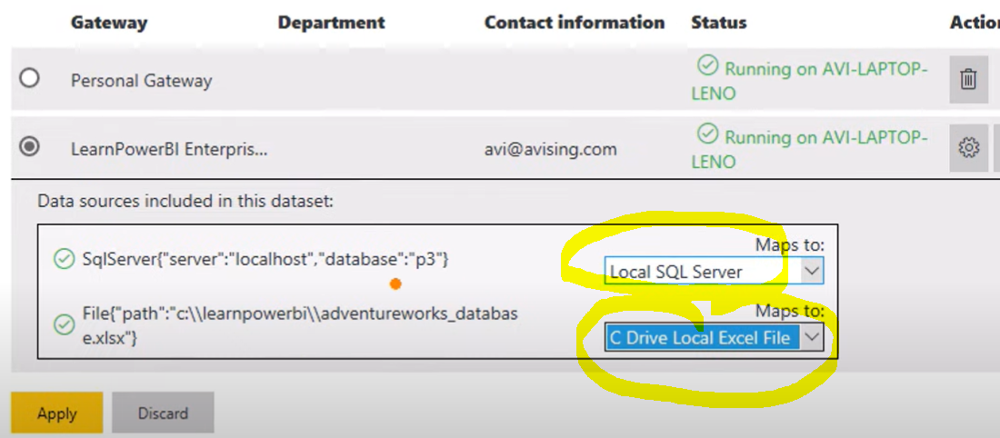 Gateway Department Contact information Status Actio
Personal Gateway Running on AVI-LAPTOP-
LENO
LearnPowerBI Enterpris... avi@avising.com Running on AVI-LAPTOP-
LENO
Data sources included in this dataset:
Maps to:
SqlServer{"server":"localhost","database":"p3"} Local SQL Server
Maps to:
File{"path":"c:\\learnpowerbi\\adventureworks_databas
e.xlsx"} C Drive Local Excel File
Apply Discard